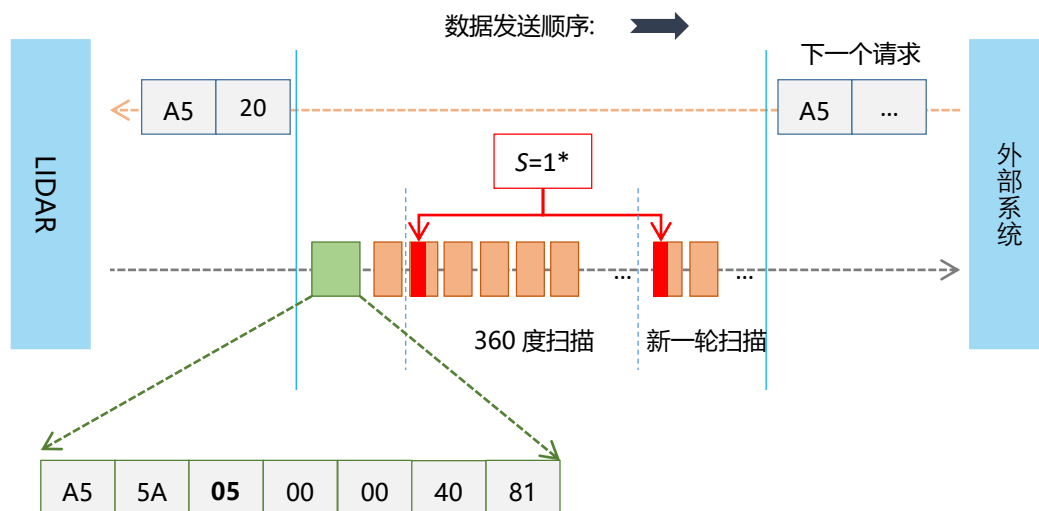 数据发送顺序:
下一个请求
A5 20
A5 ...
LIDAR
S=1*
外部系统
... ...
360 度扫描
新一轮扫描
A5 5A 05 00 00 40 81